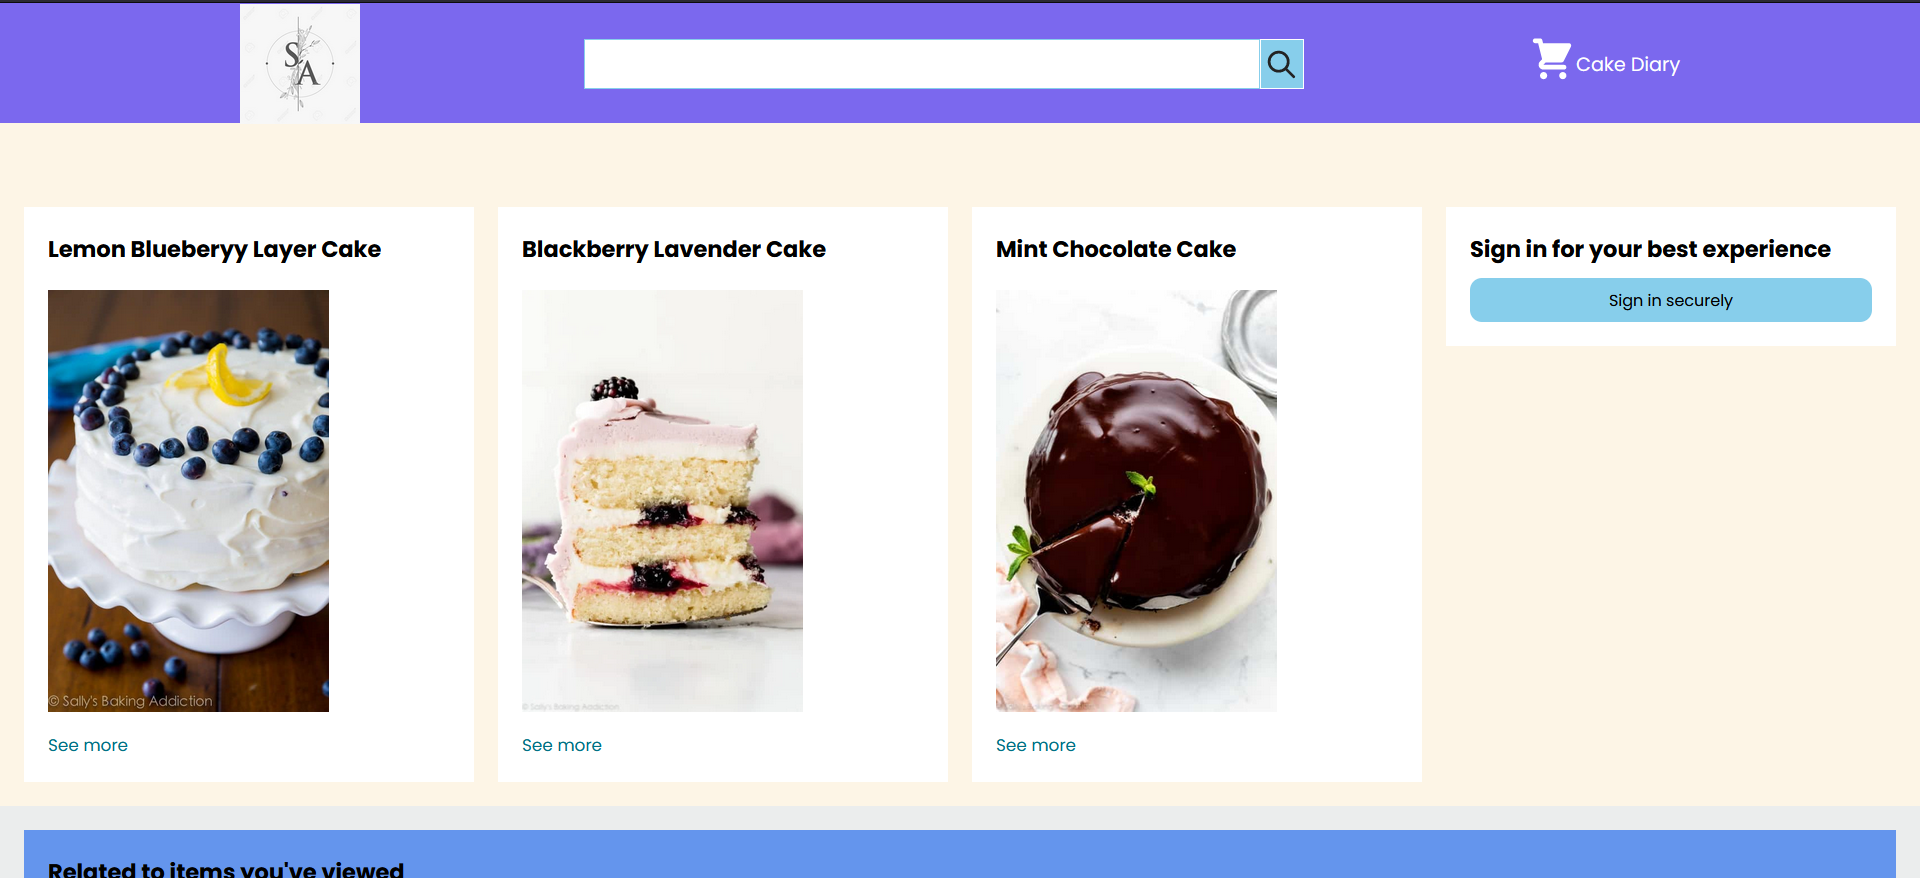 SA
Cake Diary
Lemon Blueberyy Layer Cake
Blackberry Lavender Cake
Mint Chocolate Cake
Sign in for your best experience
Sign in securely
© Sally's Baking Addiction
© Sally's Baking Addiction
See more
See more
See more
Related to items you've viewed